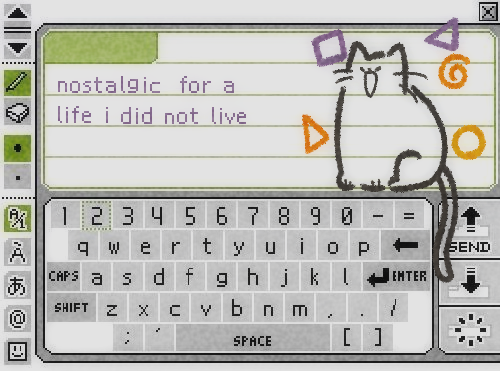 nostalgic for a
life i did not live
1 2 3 4 5 6 7 8 9 0 - =
q w e r t y u i o p
CAPS a s d f g h j k l ENTER
SHIFT z x c v b n m , . /
; ´ SPACE [ ]
SEND
À
あ
@